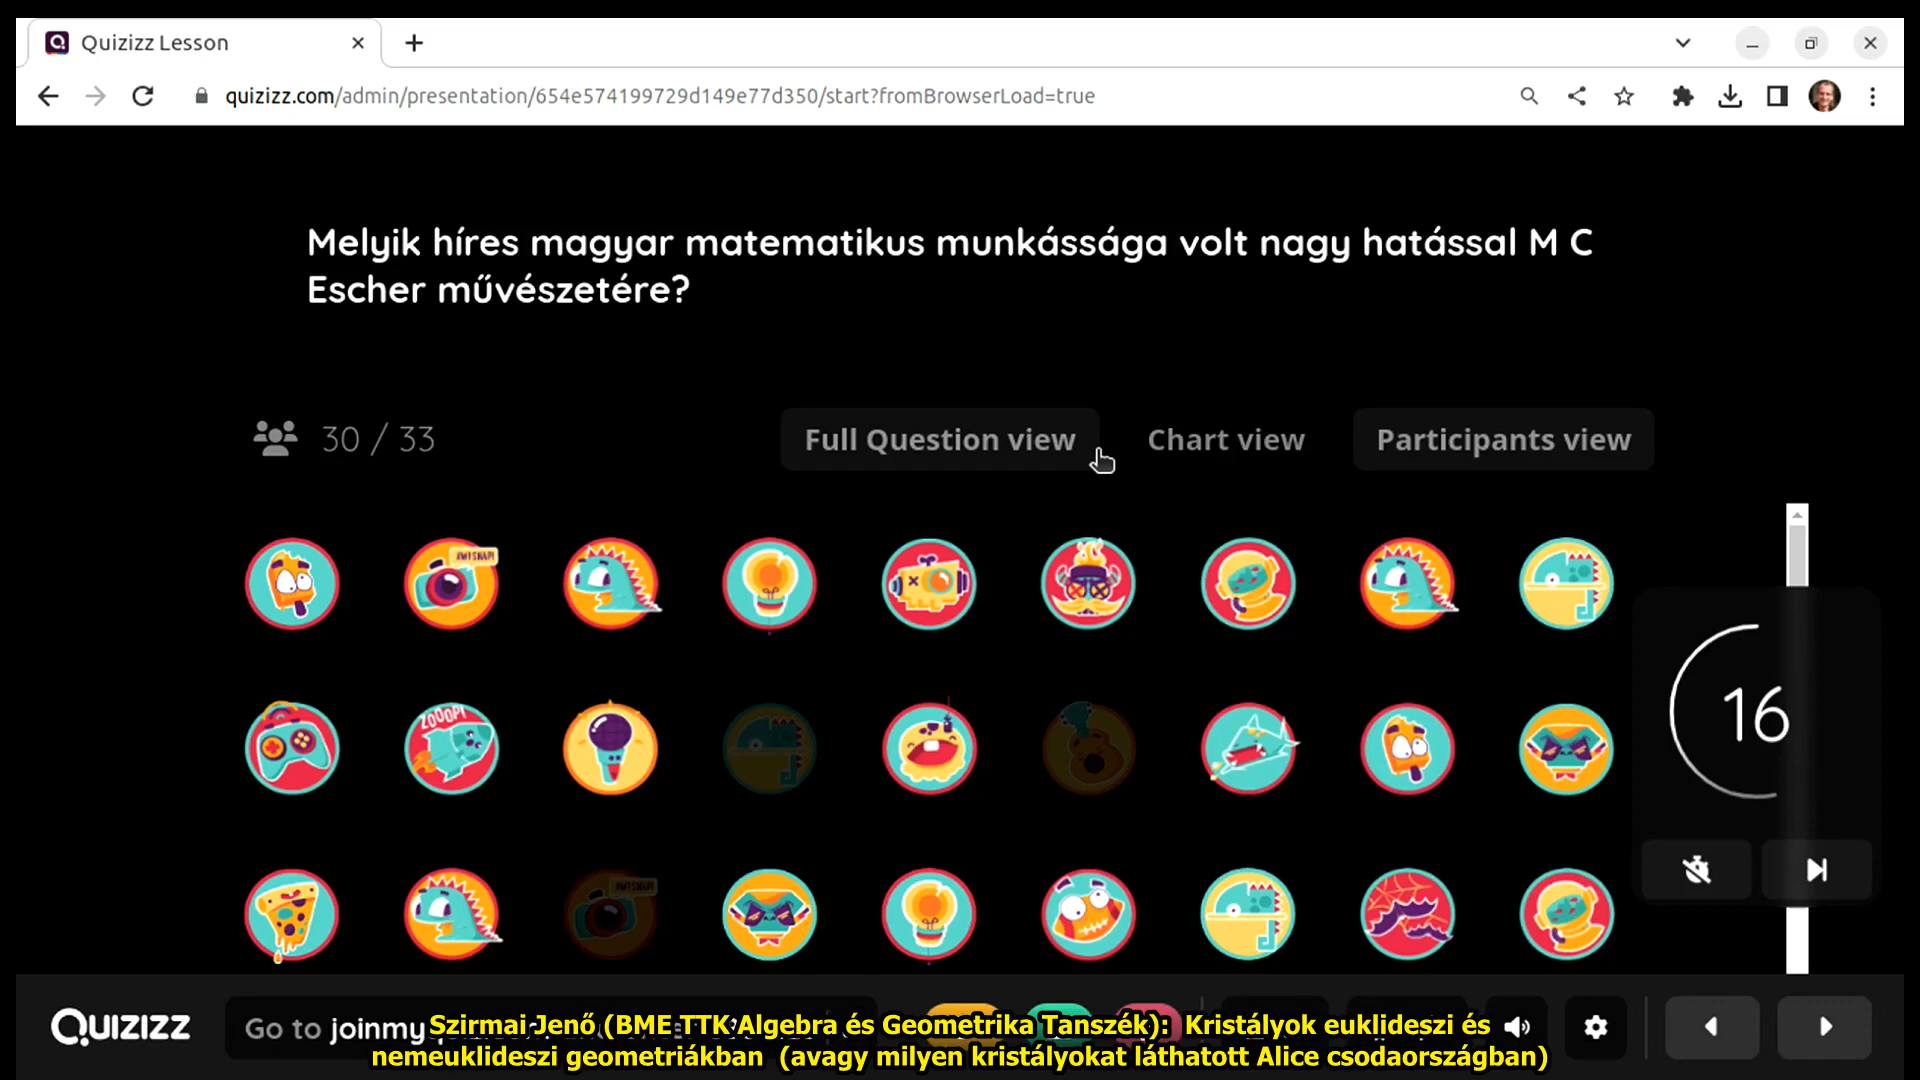 Quizizz Lesson
quizizz.com/admin/presentation/654e574199729d149e77d350/start?fromBrowserLoad=true
Melyik híres magyar matematikus munkássága volt nagy hatással M C
Escher művészetére?
30 / 33
Full Question view
Chart view
Participants view
ZOOOP!
16
QUIZIZZ
Go to joinmy
Szirmai Jenő (BME TTK Algebra és Geometrika Tanszék): Kristályok euklideszi és
nemeuklideszi geometriákban (avagy milyen kristályokat láthatott Alice csodaországban)